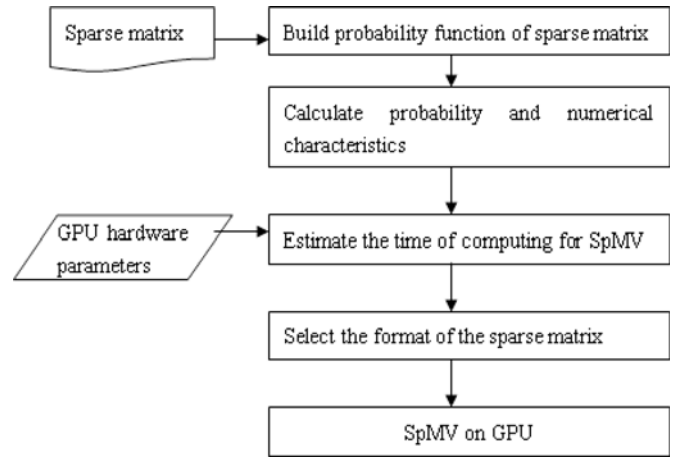 Sparse matrix
Build probability function of sparse matrix
Calculate probability and numerical
characteristics
GPU hardware
parameters
Estimate the time of computing for SpMV
Select the format of the sparse matrix
SpMV on GPU